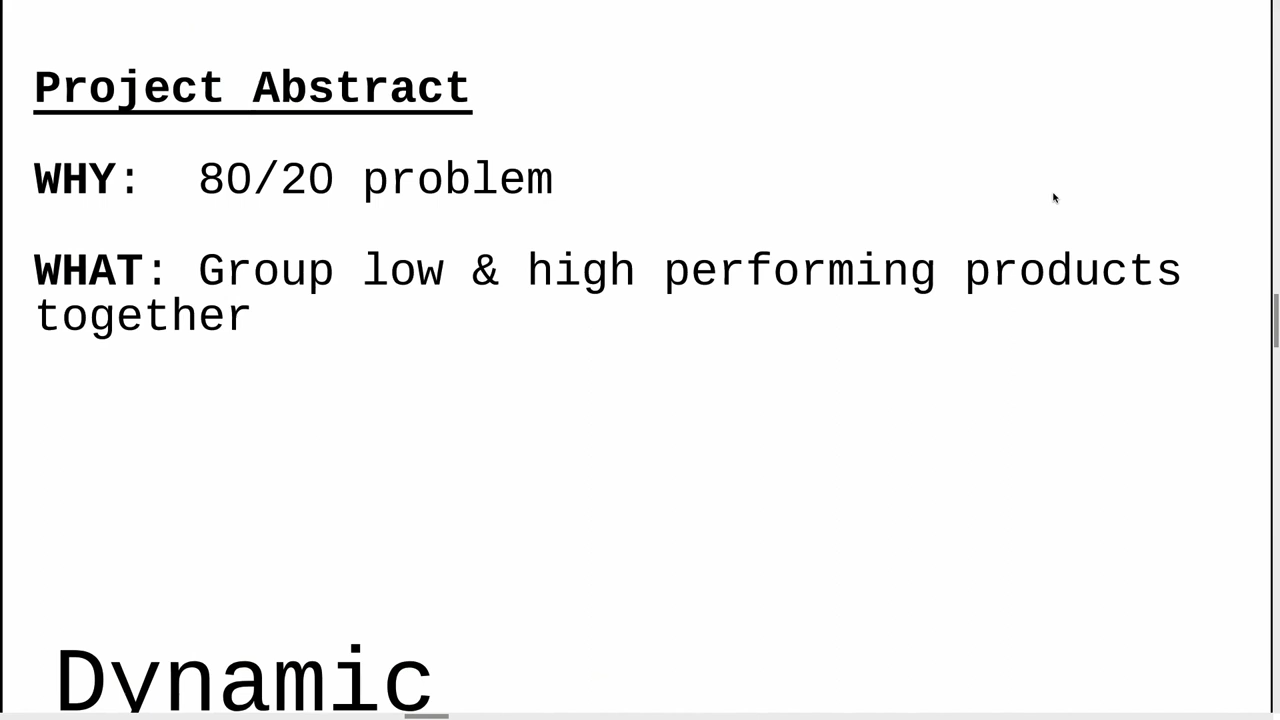 Project Abstract
WHY:  80/20 problem
WHAT: Group low & high performing products
together
Dynamic